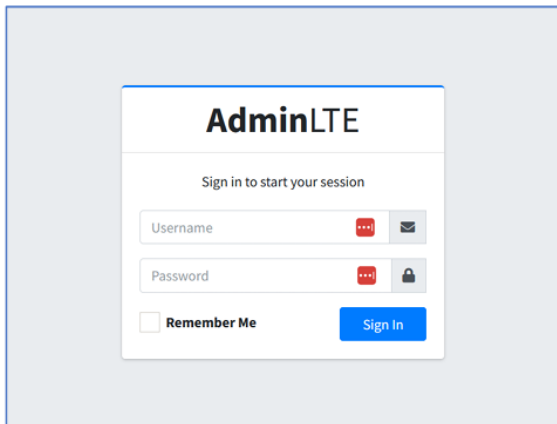 AdminLTE
Sign in to start your session
Username
Password
Remember Me
Sign In